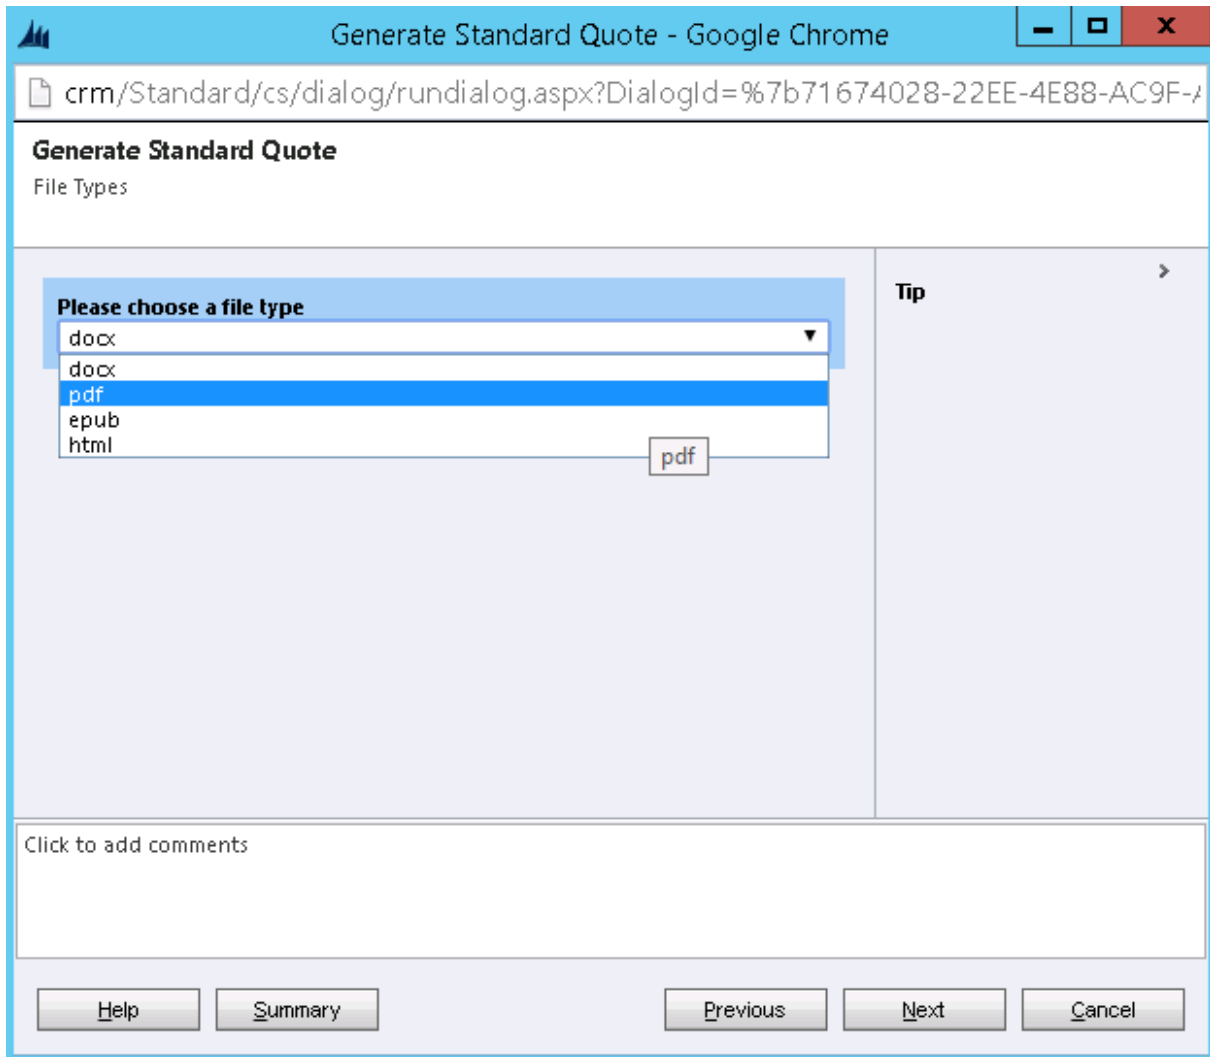 Generate Standard Quote - Google Chrome
crm/Standard/cs/dialog/rundialog.aspx?DialogId=%7b71674028-22EE-4E88-AC9F-
Generate Standard Quote
File Types
Please choose a file type
docx
docx
pdf
epub
html
pdf
Tip
Click to add comments
Help Summary Previous Next Cancel